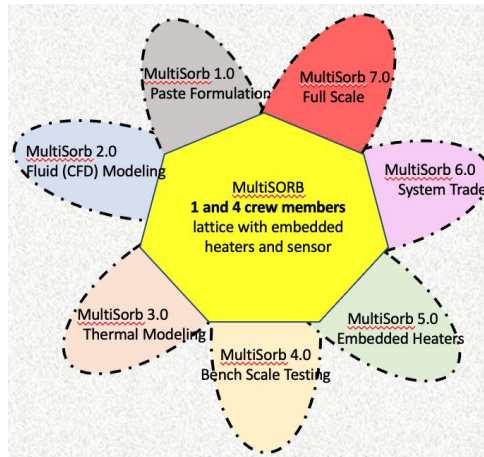 MultiSorb 1.0
Paste Formulation
MultiSorb 7.0
Full Scale
MultiSorb 2.0
Fluid (CFD) Modeling
MultiSorb 6.0
System Trade
MultiSORB
1 and 4 crew members
lattice with embedded
heaters and sensor
MultiSorb 3.0
Thermal Modeling
MultiSorb 5.0
Embedded Heaters
MultiSorb 4.0
Bench Scale Testing